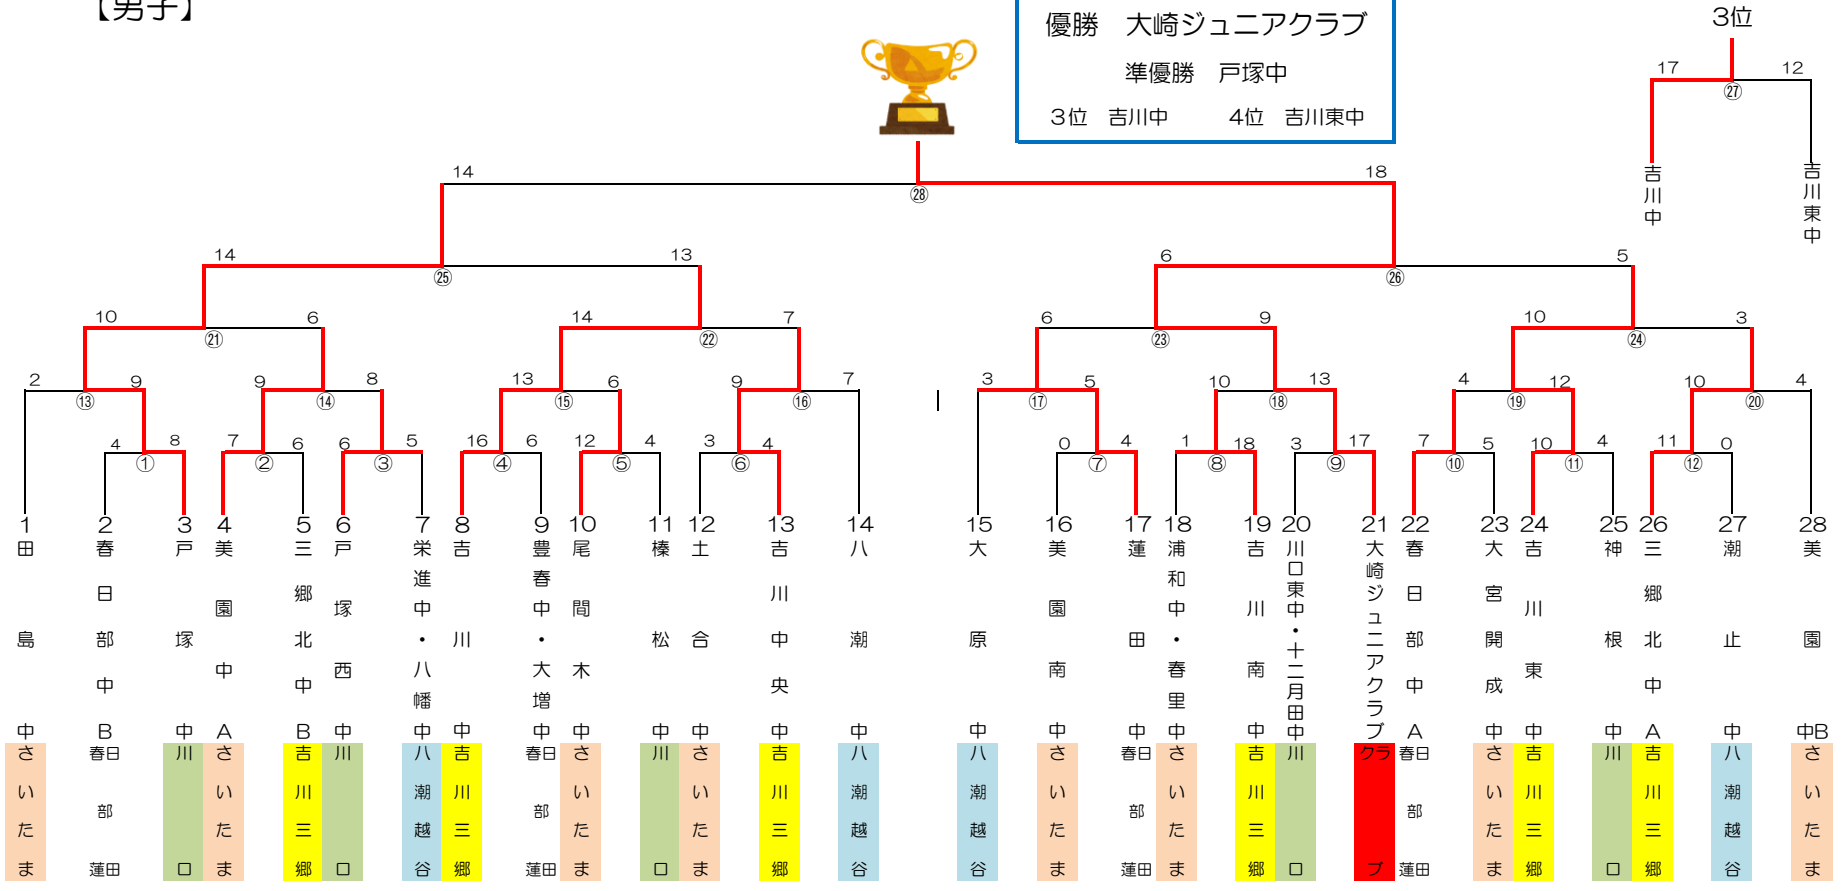 【男子】
優勝　大崎ジュニアクラブ
準優勝　戸塚中
3位　吉川中　　4位　吉川東中
3位
17 12
㉗
吉川中
吉川東中
14 18
㉘
14 13 6 5
㉕ ㉖
10 6 14 7 6 9 10 3
㉑ ㉒ ㉓ ㉔
2 9 9 8 13 6 9 7 3 5 10 13 4 12 10 4
⑬ ⑭ ⑮ ⑯ ⑰ ⑱ ⑲ ⑳
4 8 7 6 6 5 16 6 12 4 3 4 0 4 1 18 3 17 7 5 10 4 11 0
① ② ③ ④ ⑤ ⑥ ⑦ ⑧ ⑨ ⑩ ⑪ ⑫
1 田島中 さいたま
2 春日部中B 春日部蓮田
3 戸塚中 川口
4 美園中A さいたま
5 三郷北中B 吉川三郷
6 戸塚西中 川口
7 栄進中・八幡中 八潮越谷
8 吉川中 吉川三郷
9 豊春中・大増中 春日部蓮田
10 尾間木中 さいたま
11 榛松中 川口
12 土合中 さいたま
13 吉川中央中 吉川三郷
14 八潮中 八潮越谷
15 大原中 八潮越谷
16 美園南中 さいたま
17 蓮田中 春日部蓮田
18 浦和中・春里中 さいたま
19 吉川南中 吉川三郷
20 川口東中・十二月田中 川口
21 大崎ジュニアクラブ クラブ
22 春日部中A 春日部蓮田
23 大宮開成中 さいたま
24 吉川東中 吉川三郷
25 神根中 川口
26 三郷北中A 吉川三郷
27 潮止中 八潮越谷
28 美園中B さいたま